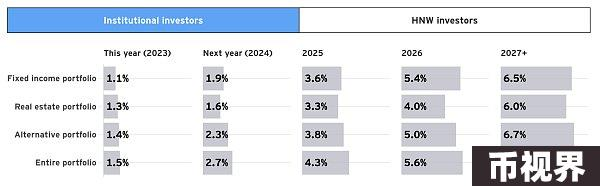 Institutional investors HNW investors
This year (2023) Next year (2024) 2025 2026 2027+
Fixed income portfolio 1.1% 1.9% 3.6% 5.4% 6.5%
Real estate portfolio 1.3% 1.6% 3.3% 4.0% 6.0%
Alternative portfolio 1.4% 2.3% 3.8% 5.0% 6.7%
Entire portfolio 1.5% 2.7% 4.3% 5.6%
币视界